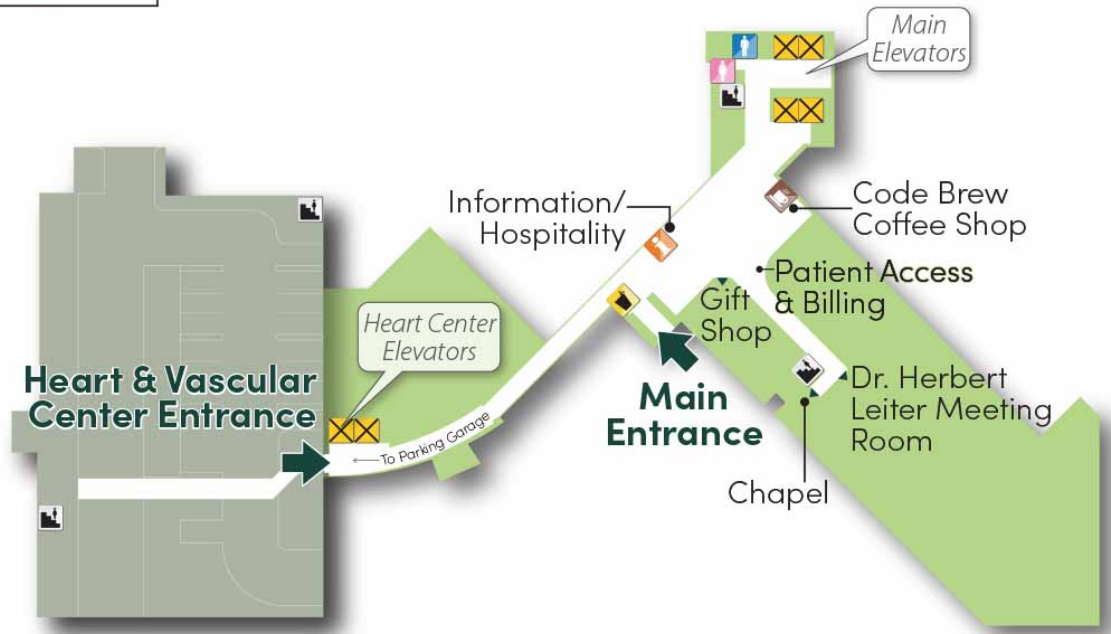 Main
Elevators
Information/
Hospitality
Code Brew
Coffee Shop
Patient Access
& Billing
Gift
Shop
Heart Center
Elevators
Heart & Vascular
Center Entrance
Main
Entrance
Dr. Herbert
Leiter Meeting
Room
←To Parking Garage
Chapel